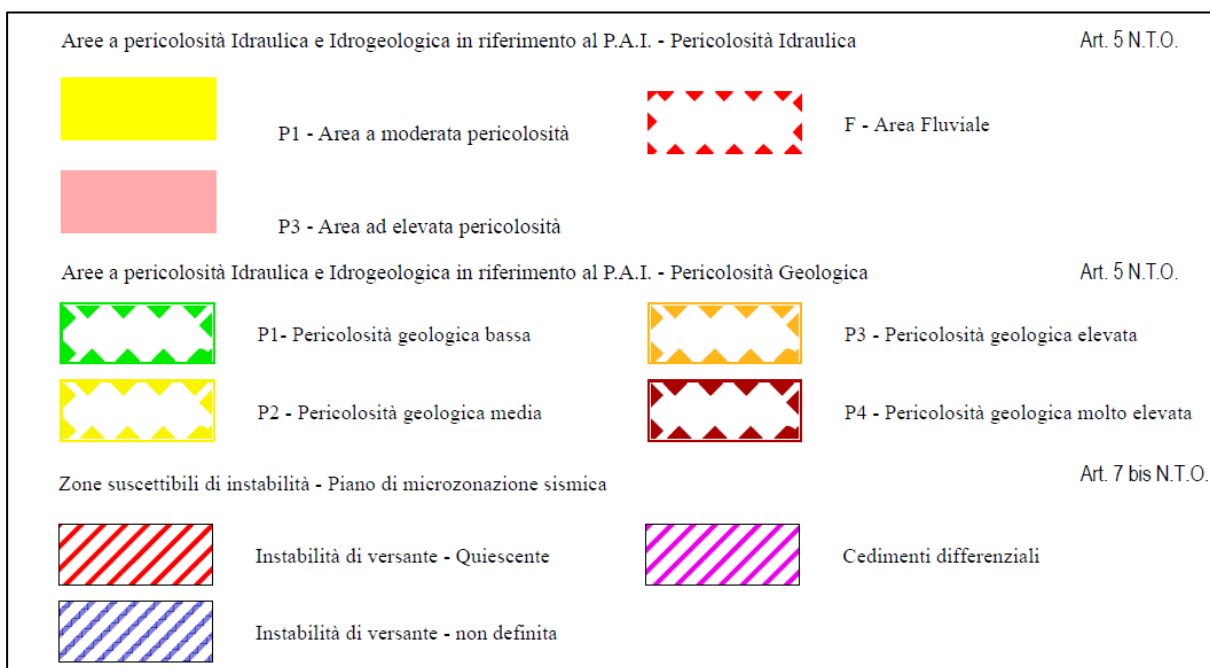 Aree a pericolosità Idraulica e Idrogeologica in riferimento al P.A.I. - Pericolosità Idraulica Art. 5 N.T.O.
P1 - Area a moderata pericolosità
F - Area Fluviale
P3 - Area ad elevata pericolosità
Aree a pericolosità Idraulica e Idrogeologica in riferimento al P.A.I. - Pericolosità Geologica Art. 5 N.T.O.
P1- Pericolosità geologica bassa
P3 - Pericolosità geologica elevata
P2 - Pericolosità geologica media
P4 - Pericolosità geologica molto elevata
Zone suscettibili di instabilità - Piano di microzonazione sismica Art. 7 bis N.T.O.
Instabilità di versante - Quiescente
Cedimenti differenziali
Instabilità di versante - non definita